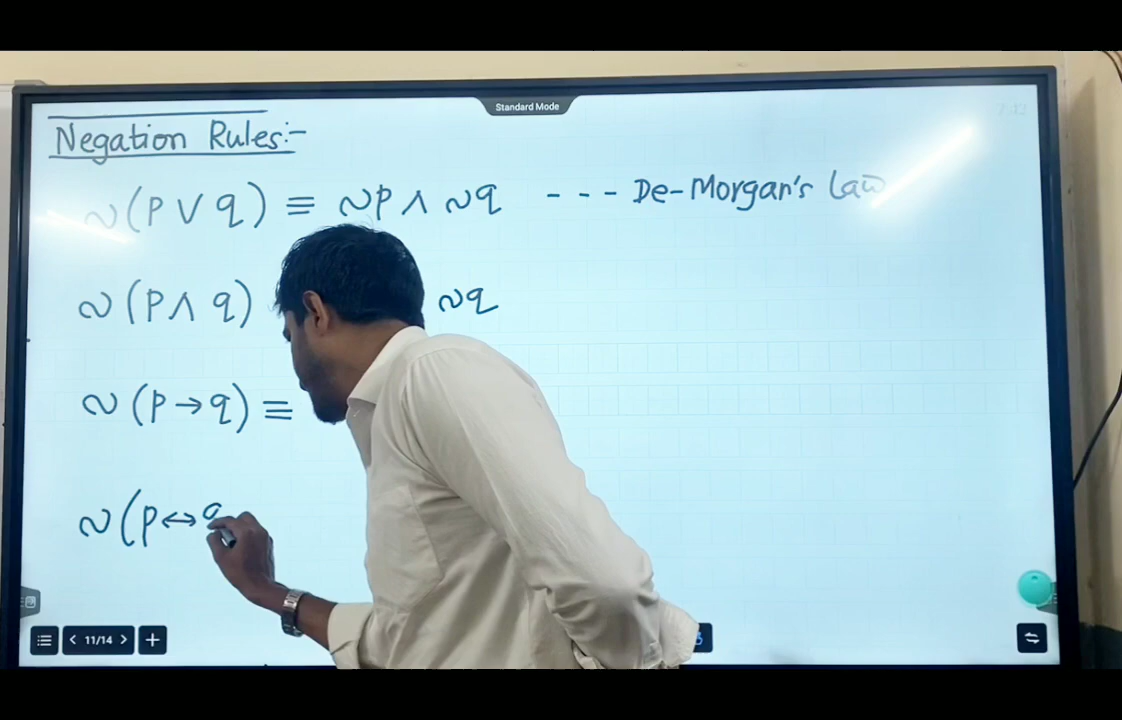 Standard Mode
Negation Rules:-
~(p ∨ q) ≡ ~p ∧ ~q --- De-Morgan's Law
~(p ∧ q) ~q
~(p → q) ≡
~(p ↔ q
11/14